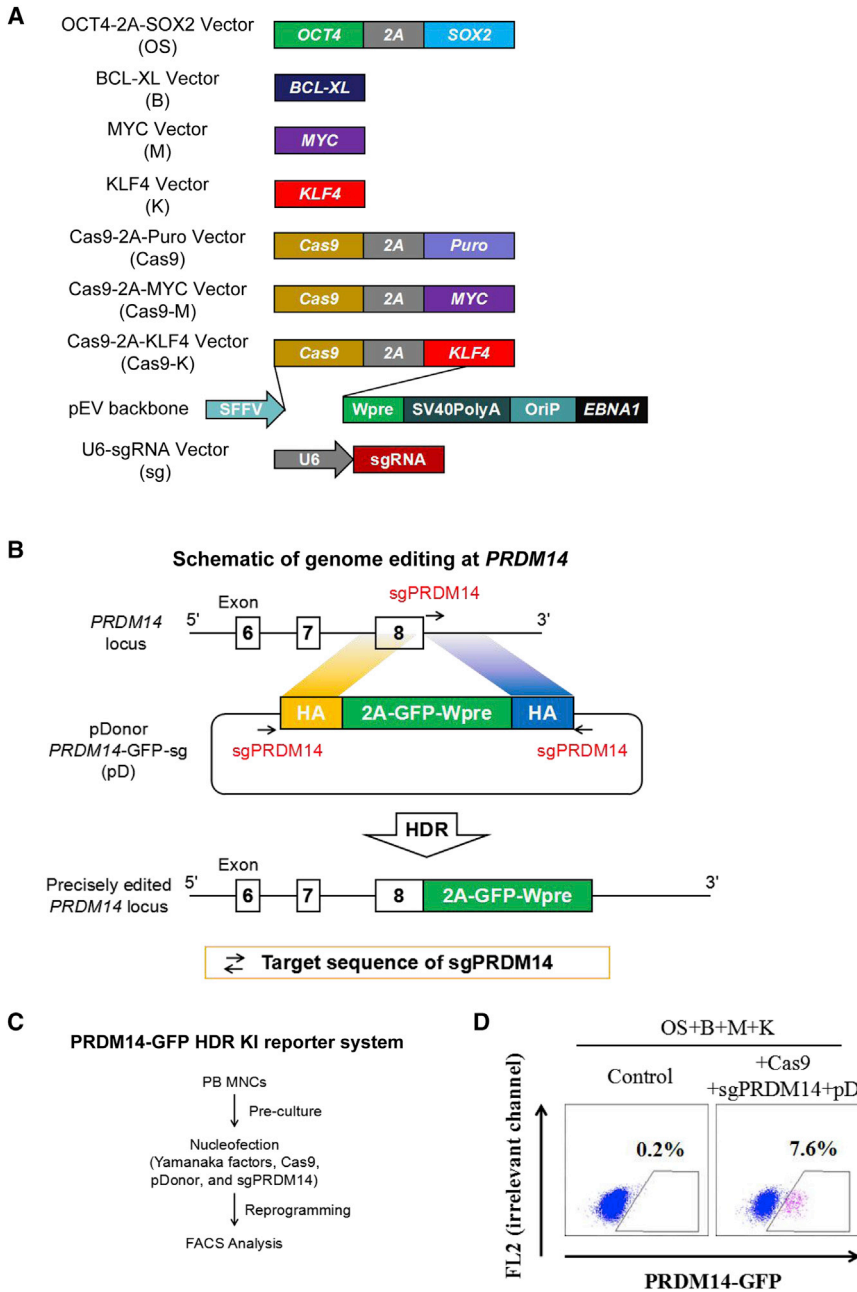 A
OCT4-2A-SOX2 Vector
(OS)
OCT4 2A SOX2
BCL-XL Vector
(B)
BCL-XL
MYC Vector
(M)
MYC
KLF4 Vector
(K)
KLF4
Cas9-2A-Puro Vector
(Cas9)
Cas9 2A Puro
Cas9-2A-MYC Vector
(Cas9-M)
Cas9 2A MYC
Cas9-2A-KLF4 Vector
(Cas9-K)
Cas9 2A KLF4
pEV backbone
SFFV
Wpre SV40PolyA OriP EBNA1
U6-sgRNA Vector
(sg)
U6 sgRNA
B
Schematic of genome editing at PRDM14
sgPRDM14
5' Exon 3'
PRDM14
locus
6 7 8
HA 2A-GFP-Wpre HA
pDonor
PRDM14-GFP-sg
(pD)
sgPRDM14 sgPRDM14
HDR
5' Exon 3'
Precisely edited
PRDM14 locus
6 7 8 2A-GFP-Wpre
Target sequence of sgPRDM14
C
PRDM14-GFP HDR KI reporter system
PB MNCs
Pre-culture
Nucleofection
(Yamanaka factors, Cas9,
pDonor, and sgPRDM14)
Reprogramming
FACS Analysis
D
OS+B+M+K
Control
+Cas9
+sgPRDM14+pD
0.2% 7.6%
FL2 (irrelevant channel)
PRDM14-GFP